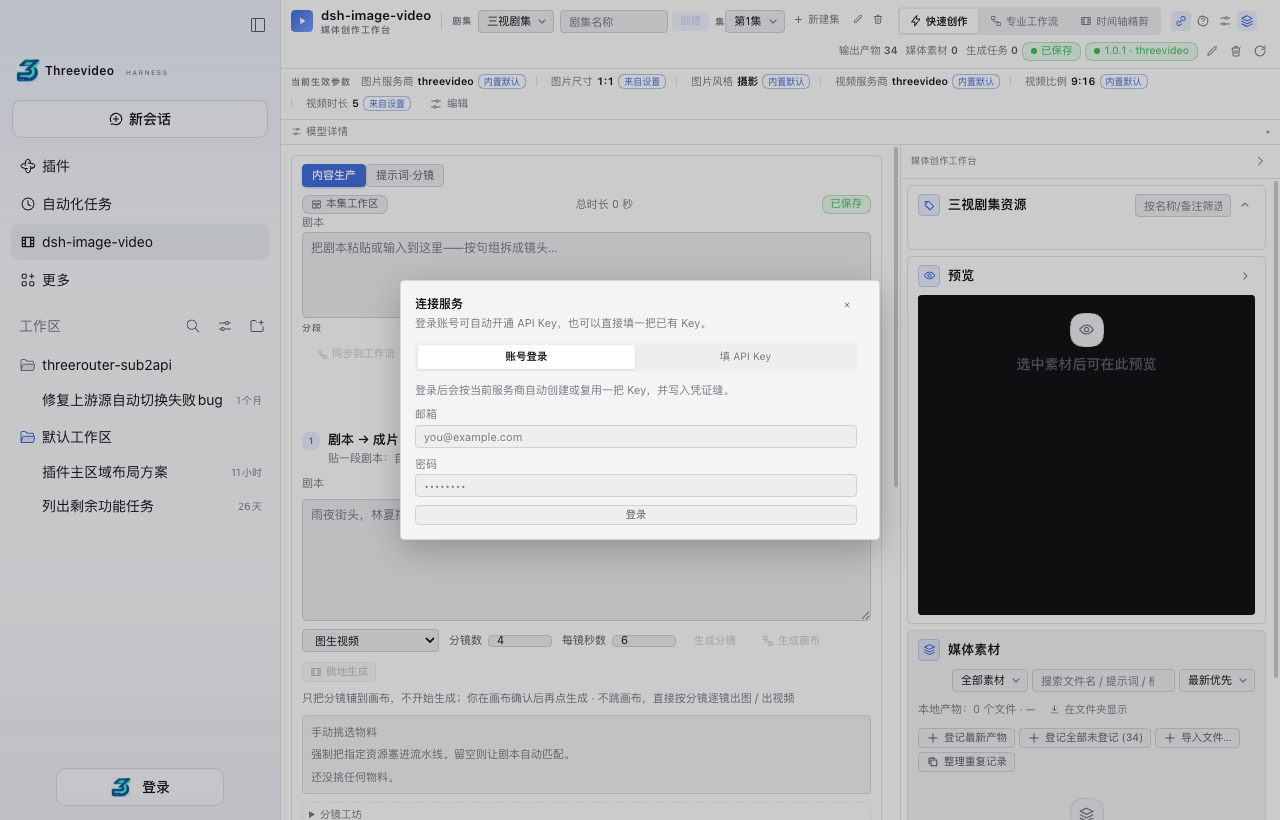 Threevideo HARNESS
新会话
插件
自动化任务
dsh-image-video
更多
工作区
threerouter-sub2api
修复上游源自动切换失败 bug 1个月
默认工作区
插件主区域布局方案 11小时
列出剩余功能任务 26天
登录
dsh-image-video
媒体创作工作台
剧集 三视剧集 剧集名称 创建 集 第1集 新建集
快速创作 专业工作流 时间轴精剪
输出产物 34 媒体素材 0 生成任务 0 已保存 1.0.1 · threevideo
当前生效参数 图片服务商 threevideo 内置默认 图片尺寸 1:1 来自设置 图片风格 摄影 内置默认 视频服务商 threevideo 内置默认 视频比例 9:16 内置默认
视频时长 5 来自设置 编辑
模型详情
内容生产 提示词·分镜
本集工作区 总时长 0 秒 已保存
剧本
把剧本粘贴或输入到这里——按句组拆成镜头…
分段
同步到工作流
1 剧本 → 成片
贴一段剧本：
剧本
雨夜街头，林夏
图生视频 分镜数 4 每镜秒数 6 生成分镜 生成画布
就地生成
只把分镜铺到画布，不开始生成；你在画布确认后再点生成 · 不跳画布，直接按分镜逐镜出图 / 出视频
手动挑选物料
强制把指定资源塞进流水线。留空则让剧本自动匹配。
还没挑任何物料。
分镜工坊
连接服务 ×
登录账号可自动开通 API Key，也可以直接填一把已有 Key。
账号登录 填 API Key
登录后会按当前服务商自动创建或复用一把 Key，并写入凭证缝。
邮箱
you@example.com
密码
••••••••
登录
媒体创作工作台
三视剧集资源 按名称/备注筛选
预览
选中素材后可在此预览
媒体素材
全部素材 搜索文件名 / 提示词 / 最新优先
本地产物：0 个文件 · — 在文件夹显示
登记最新产物 登记全部未登记 (34) 导入文件…
整理重复记录